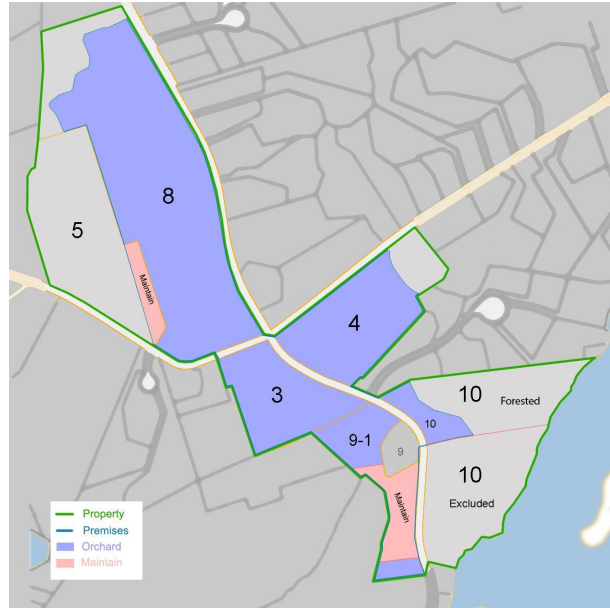 8
5
Maintain
4
3
10
Forested
10
9-1
9
10
Excluded
Maintain
Property
Premises
Orchard
Maintain